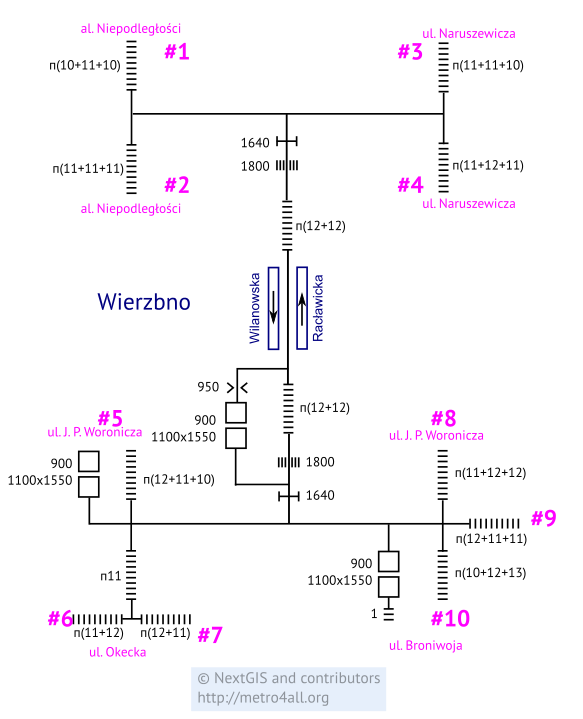 al. Niepodległości
#1
п(10+11+10)
ul. Naruszewicza
#3
п(11+11+10)
1640
1800
п(11+11+11)
#2
al. Niepodległości
п(11+12+11)
#4
ul. Naruszewicza
п(12+12)
Wierzbno
Wilanowska
Racławicka
950
900
1100x1550
п(12+12)
1800
1640
#5
ul. J. P. Woronicza
900
1100x1550
п(12+11+10)
#8
ul. J. P. Woronicza
п(11+12+12)
#9
п(12+11+11)
п11
900
1100x1550
1
п(10+12+13)
#6
п(11+12)
п(12+11)
#7
ul. Okecka
#10
ul. Broniwoja
© NextGIS and contributors
http://metro4all.org